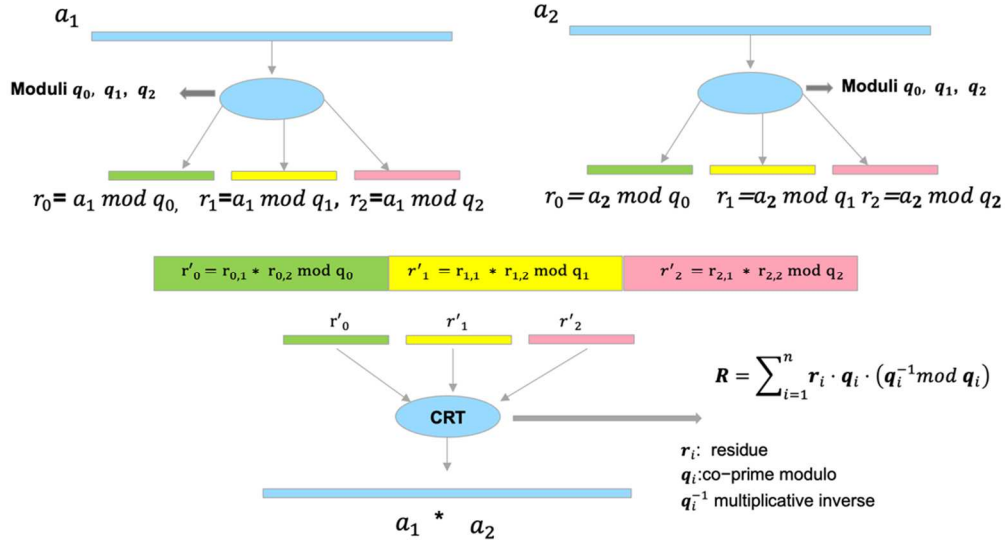 a₁
a₂
Moduli q₀, q₁, q₂
Moduli q₀, q₁, q₂
r₀= a₁ mod q₀, r₁=a₁ mod q₁, r₂=a₁ mod q₂
r₀=a₂ mod q₀ r₁=a₂ mod q₁ r₂=a₂ mod q₂
r′₀ = r₀,₁ * r₀,₂ mod q₀ r′₁ = r₁,₁ * r₁,₂ mod q₁ r′₂ = r₂,₁ * r₂,₂ mod q₂
r′₀ r′₁ r′₂
R = ∑ᵢ₌₁ⁿ rᵢ · qᵢ · (qᵢ⁻¹mod qᵢ)
CRT
rᵢ: residue
qᵢ:co-prime modulo
qᵢ⁻¹ multiplicative inverse
a₁ * a₂